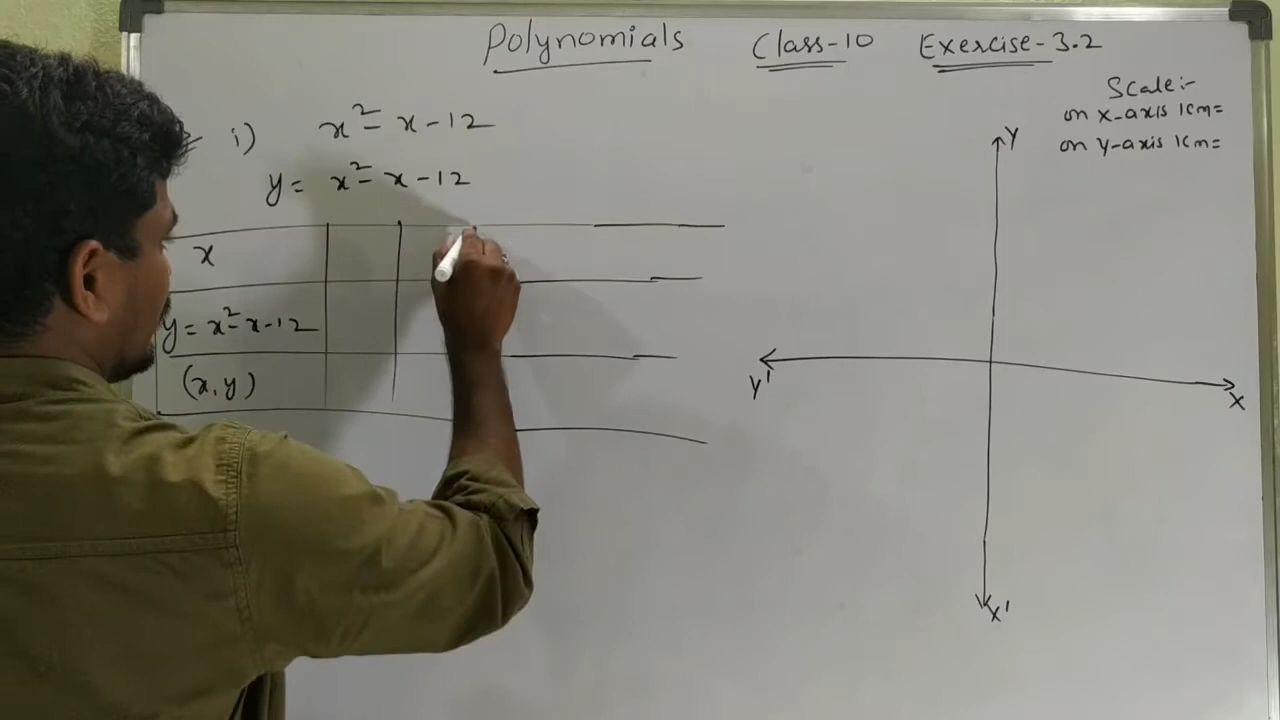 Polynomials Class-10 Exercise-3.2
Scale:-
on x-axis 1cm=
on y-axis 1cm=
i) x²-x-12
y= x²-x-12
x
y=x²-x-12
(x,y)
Y
Y'
X
X'